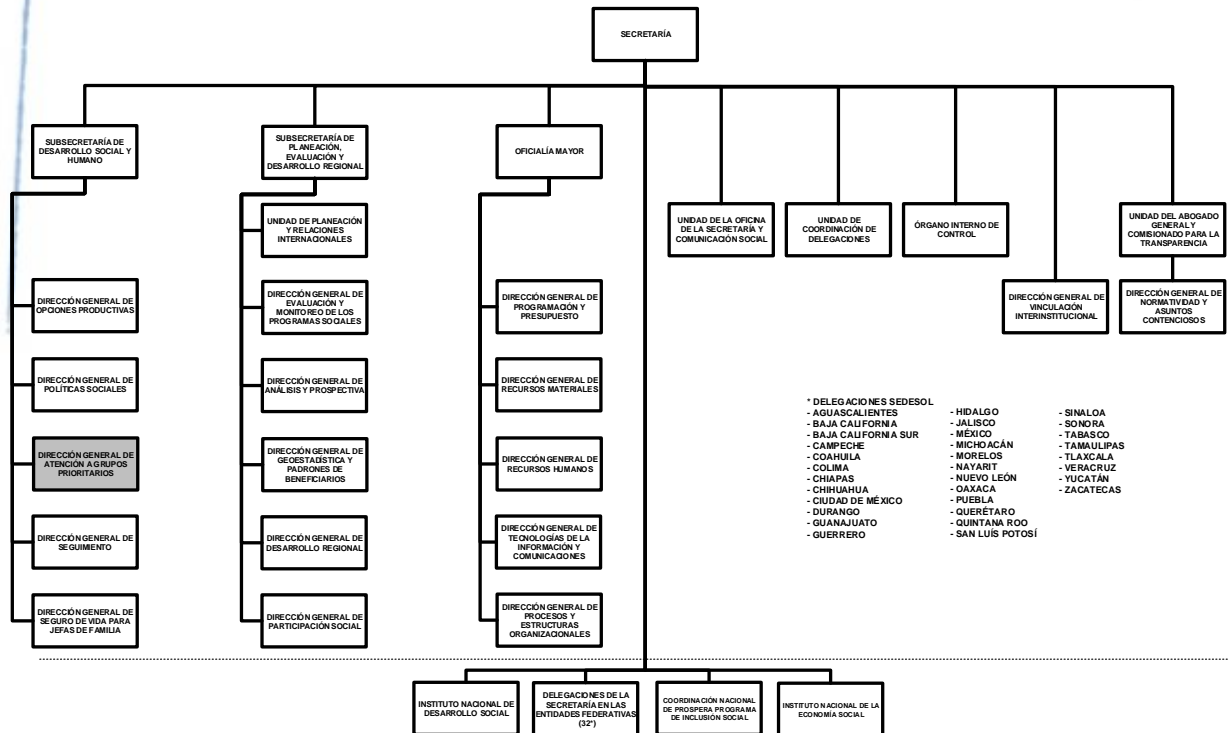 SECRETARÍA
SUBSECRETARÍA DE
DESARROLLO SOCIAL Y
HUMANO
SUBSECRETARÍA DE
PLANEACIÓN,
EVALUACIÓN Y
DESARROLLO REGIONAL
OFICIALÍA MAYOR
UNIDAD DE PLANEACIÓN
Y RELACIONES
INTERNACIONALES
UNIDAD DE LA OFICINA
DE LA SECRETARÍA Y
COMUNICACIÓN SOCIAL
UNIDAD DE
COORDINACIÓN DE
DELEGACIONES
ÓRGANO INTERNO DE
CONTROL
UNIDAD DEL ABOGADO
GENERAL Y
COMISIONADO PARA LA
TRANSPARENCIA
DIRECCIÓN GENERAL DE
OPCIONES PRODUCTIVAS
DIRECCIÓN GENERAL DE
EVALUACIÓN Y
MONITOREO DE LOS
PROGRAMAS SOCIALES
DIRECCIÓN GENERAL DE
PROGRAMACIÓN Y
PRESUPUESTO
DIRECCIÓN GENERAL DE
VINCULACIÓN
INTERINSTITUCIONAL
DIRECCIÓN GENERAL DE
NORMATIVIDAD Y
ASUNTOS
CONTENCIOSOS
DIRECCIÓN GENERAL DE
POLÍTICAS SOCIALES
DIRECCIÓN GENERAL DE
ANÁLISIS Y PROSPECTIVA
DIRECCIÓN GENERAL DE
RECURSOS MATERIALES
DIRECCIÓN GENERAL DE
ATENCIÓN A GRUPOS
PRIORITARIOS
DIRECCIÓN GENERAL DE
GEOESTADÍSTICA Y
PADRONES DE
BENEFICIARIOS
DIRECCIÓN GENERAL DE
RECURSOS HUMANOS
DIRECCIÓN GENERAL DE
SEGUIMIENTO
DIRECCIÓN GENERAL DE
DESARROLLO REGIONAL
DIRECCIÓN GENERAL DE
TECNOLOGÍAS DE LA
INFORMACIÓN Y
COMUNICACIONES
DIRECCIÓN GENERAL DE
SEGURO DE VIDA PARA
JEFAS DE FAMILIA
DIRECCIÓN GENERAL DE
PARTICIPACIÓN SOCIAL
DIRECCIÓN GENERAL DE
PROCESOS Y
ESTRUCTURAS
ORGANIZACIONALES
* DELEGACIONES SEDESOL
- AGUASCALIENTES
- BAJA CALIFORNIA
- BAJA CALIFORNIA SUR
- CAMPECHE
- COAHUILA
- COLIMA
- CHIAPAS
- CHIHUAHUA
- CIUDAD DE MÉXICO
- DURANGO
- GUANAJUATO
- GUERRERO
- HIDALGO
- JALISCO
- MÉXICO
- MICHOACÁN
- MORELOS
- NAYARIT
- NUEVO LEÓN
- OAXACA
- PUEBLA
- QUERÉTARO
- QUINTANA ROO
- SAN LUÍS POTOSÍ
- SINALOA
- SONORA
- TABASCO
- TAMAULIPAS
- TLAXCALA
- VERACRUZ
- YUCATÁN
- ZACATECAS
INSTITUTO NACIONAL DE
DESARROLLO SOCIAL
DELEGACIONES DE LA
SECRETARÍA EN LAS
ENTIDADES FEDERATIVAS
(32*)
COORDINACIÓN NACIONAL
DE PROSPERA PROGRAMA
DE INCLUSIÓN SOCIAL
INSTITUTO NACIONAL DE LA
ECONOMÍA SOCIAL